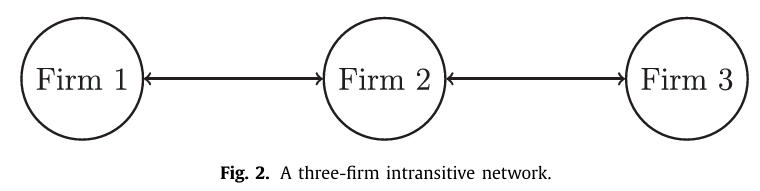 Firm 1 Firm 2 Firm 3
Fig. 2. A three-firm intransitive network.